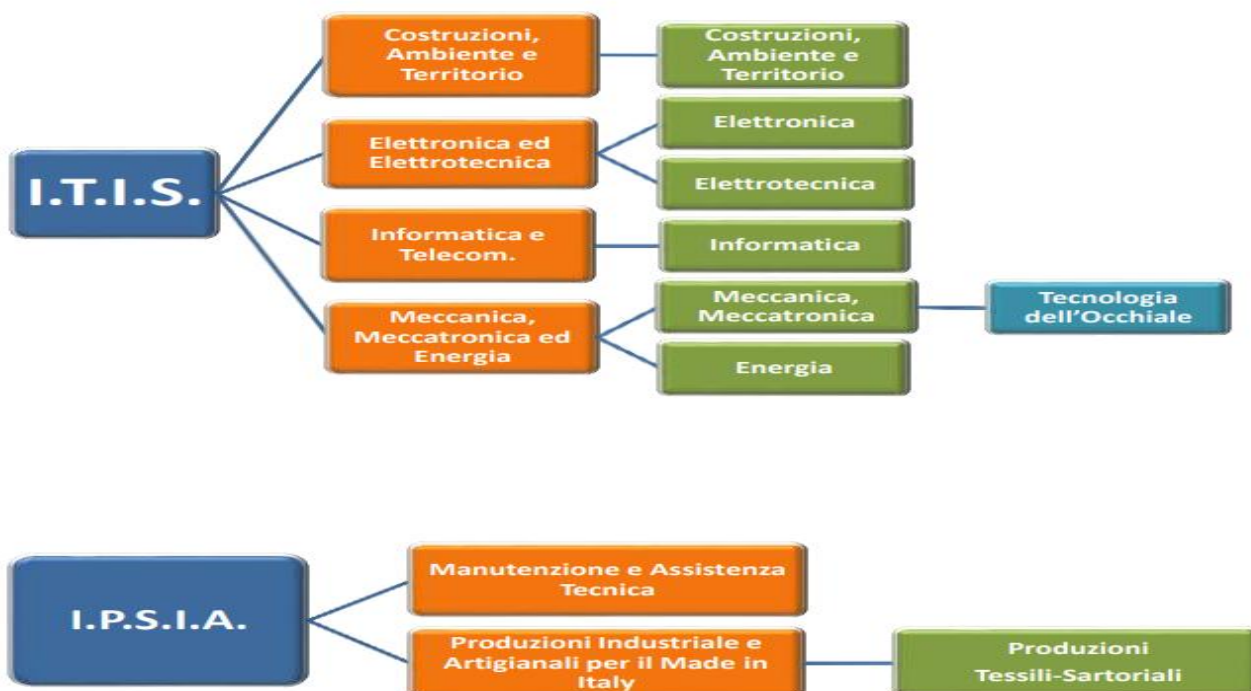 Costruzioni,
Ambiente e
Territorio
Costruzioni,
Ambiente e
Territorio
Elettronica ed
Elettrotecnica
Elettronica
Elettrotecnica
I.T.I.S.
Informatica e
Telecom.
Informatica
Meccanica,
Meccatronica ed
Energia
Meccanica,
Meccatronica
Tecnologia
dell'Occhiale
Energia
I.P.S.I.A.
Manutenzione e Assistenza
Tecnica
Produzioni Industriale e
Artigianali per il Made in
Italy
Produzioni
Tessili-Sartoriali